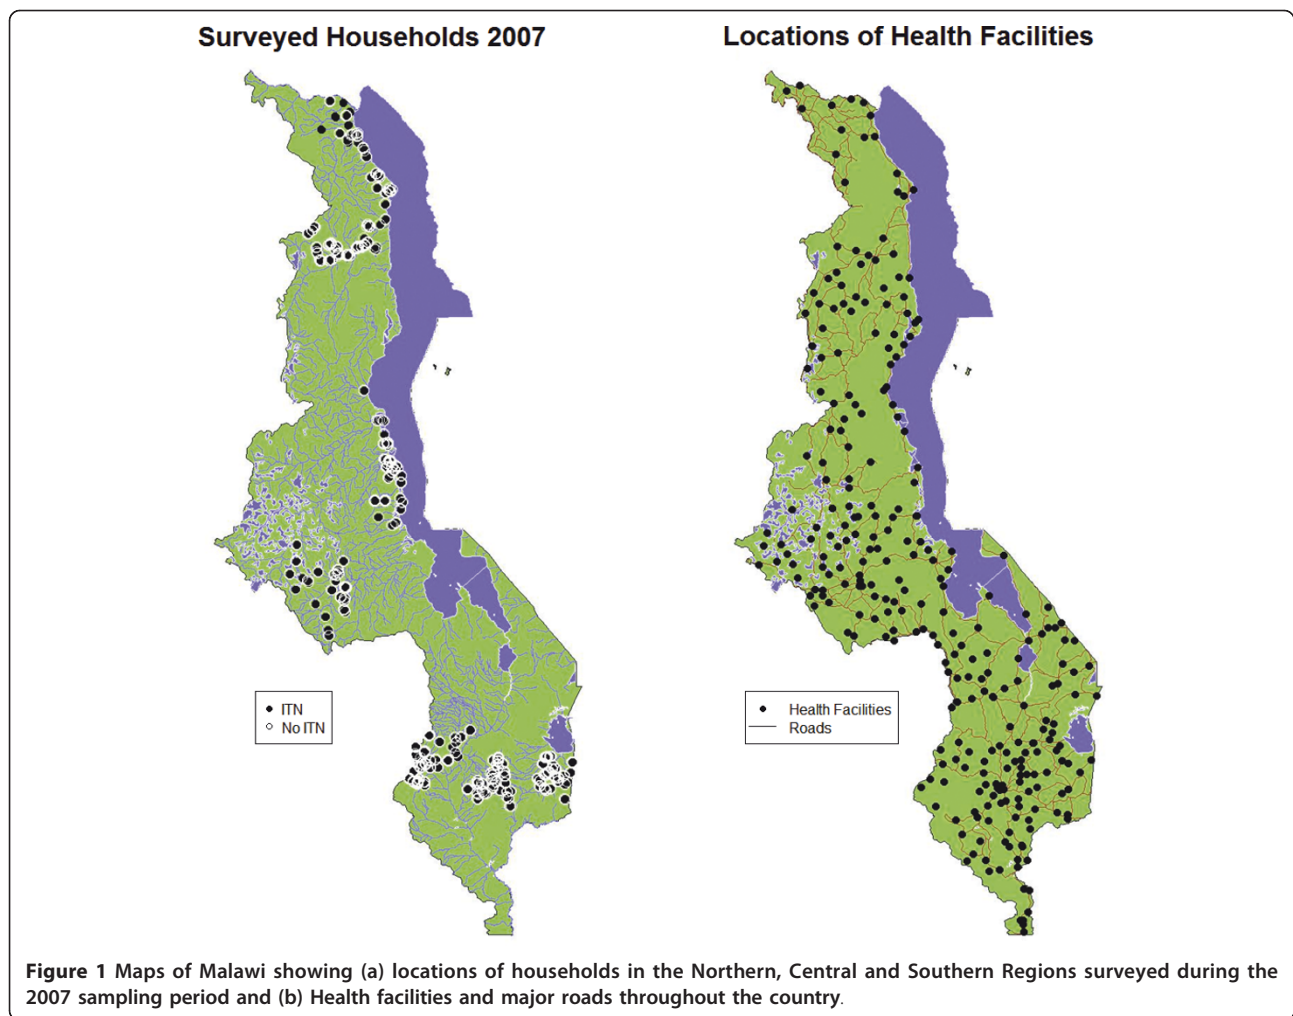 Surveyed Households 2007
Locations of Health Facilities
ITN
No ITN
Health Facilities
Roads
Figure 1 Maps of Malawi showing (a) locations of households in the Northern, Central and Southern Regions surveyed during the
2007 sampling period and (b) Health facilities and major roads throughout the country.